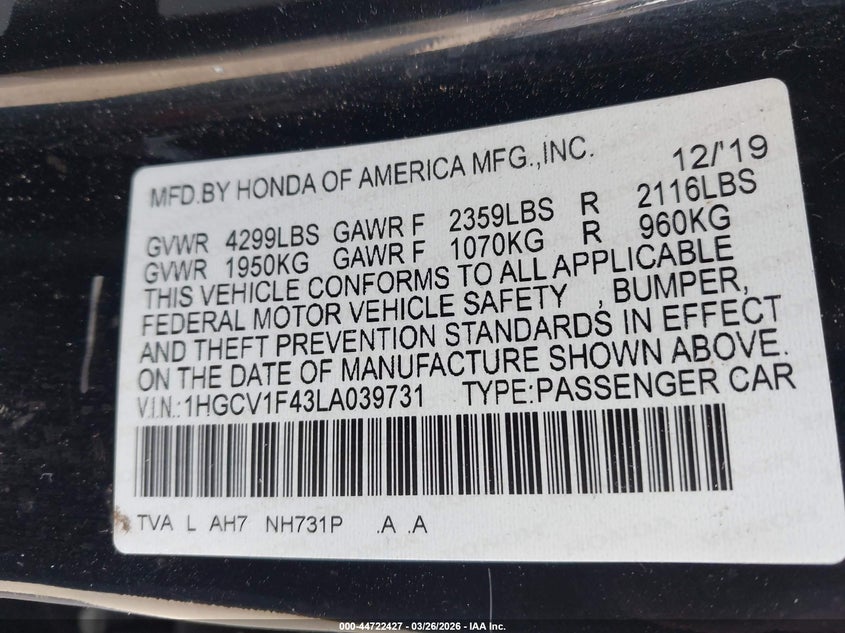 MFD.BY HONDA OF AMERICA MFG.,INC. 12/'19
GVWR 4299LBS GAWR F 2359LBS R 2116LBS
GVWR 1950KG GAWR F 1070KG R 960KG
THIS VEHICLE CONFORMS TO ALL APPLICABLE
FEDERAL MOTOR VEHICLE SAFETY , BUMPER,
AND THEFT PREVENTION STANDARDS IN EFFECT
ON THE DATE OF MANUFACTURE SHOWN ABOVE.
V.I.N.:1HGCV1F43LA039731 TYPE:PASSENGER CAR
TVA L AH7 NH731P .A .A
000-44722427 - 03/26/2026 - IAA Inc.